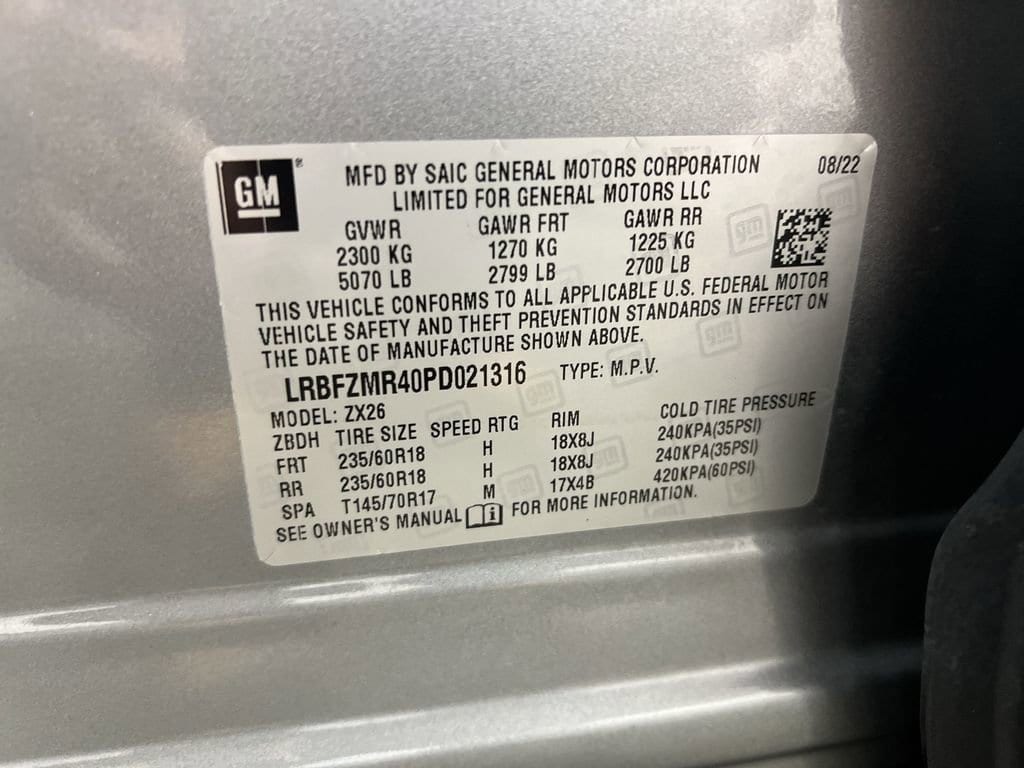 GM ®
MFD BY SAIC GENERAL MOTORS CORPORATION 08/22
LIMITED FOR GENERAL MOTORS LLC
GVWR GAWR FRT GAWR RR
2300 KG 1270 KG 1225 KG
5070 LB 2799 LB 2700 LB
THIS VEHICLE CONFORMS TO ALL APPLICABLE U.S. FEDERAL MOTOR
VEHICLE SAFETY AND THEFT PREVENTION STANDARDS IN EFFECT ON
THE DATE OF MANUFACTURE SHOWN ABOVE.
LRBFZMR40PD021316 TYPE: M.P.V.
MODEL: ZX26
ZBDH TIRE SIZE SPEED RTG RIM COLD TIRE PRESSURE
FRT 235/60R18 H 18X8J 240KPA(35PSI)
RR 235/60R18 H 18X8J 240KPA(35PSI)
SPA T145/70R17 M 17X4B 420KPA(60PSI)
SEE OWNER'S MANUAL FOR MORE INFORMATION.